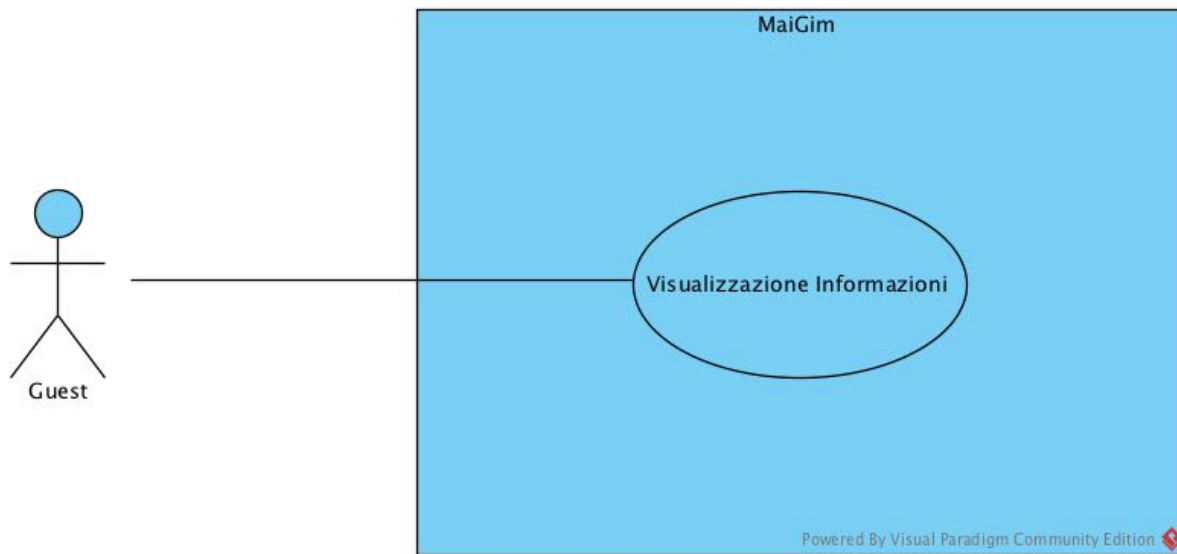 MaiGim
Visualizzazione Informazioni
Guest
Powered By Visual Paradigm Community Edition